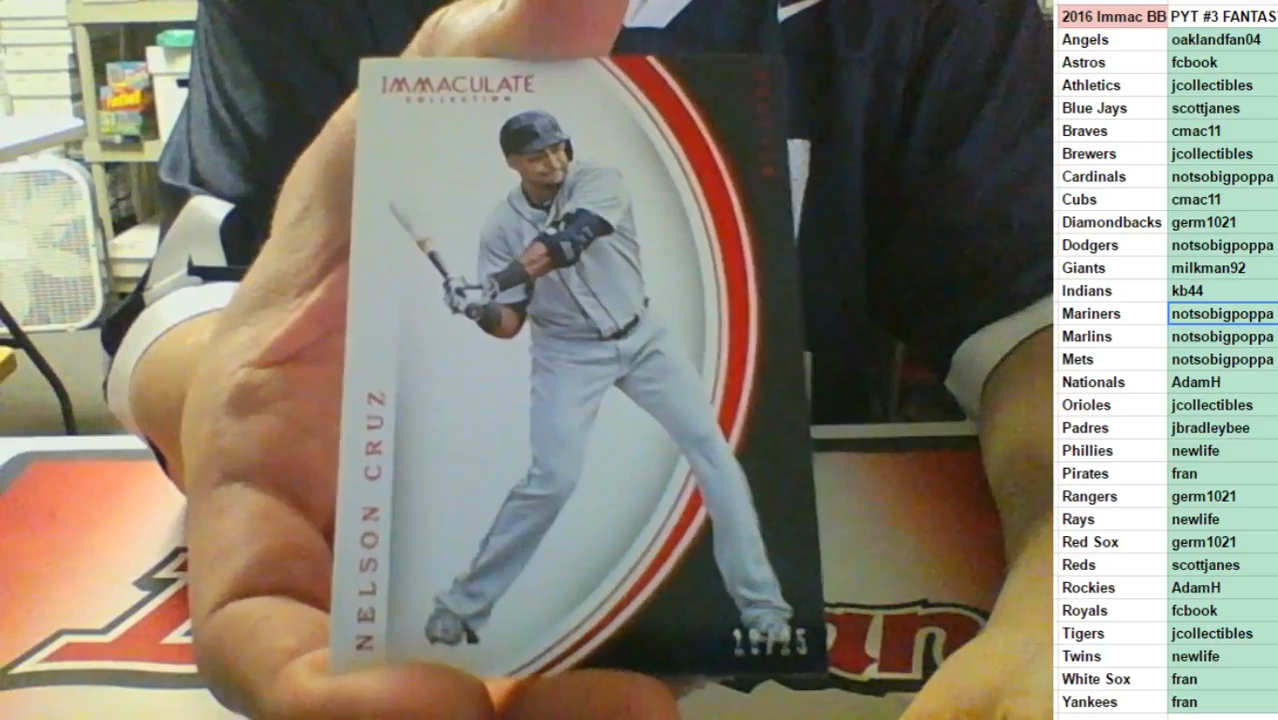 IMMACULATE
COLLECTION
NELSON CRUZ
2016 Immac BB PYT #3 FANTAS
Angels oaklandfan04
Astros fcbook
Athletics jcollectibles
Blue Jays scottjanes
Braves cmac11
Brewers jcollectibles
Cardinals notsobigpoppa
Cubs cmac11
Diamondbacks germ1021
Dodgers notsobigpoppa
Giants milkman92
Indians kb44
Mariners notsobigpoppa
Marlins notsobigpoppa
Mets notsobigpoppa
Nationals AdamH
Orioles jcollectibles
Padres jbradleybee
Phillies newlife
Pirates fran
Rangers germ1021
Rays newlife
Red Sox germ1021
Reds scottjanes
Rockies AdamH
Royals fcbook
Tigers jcollectibles
Twins newlife
White Sox fran
Yankees fran